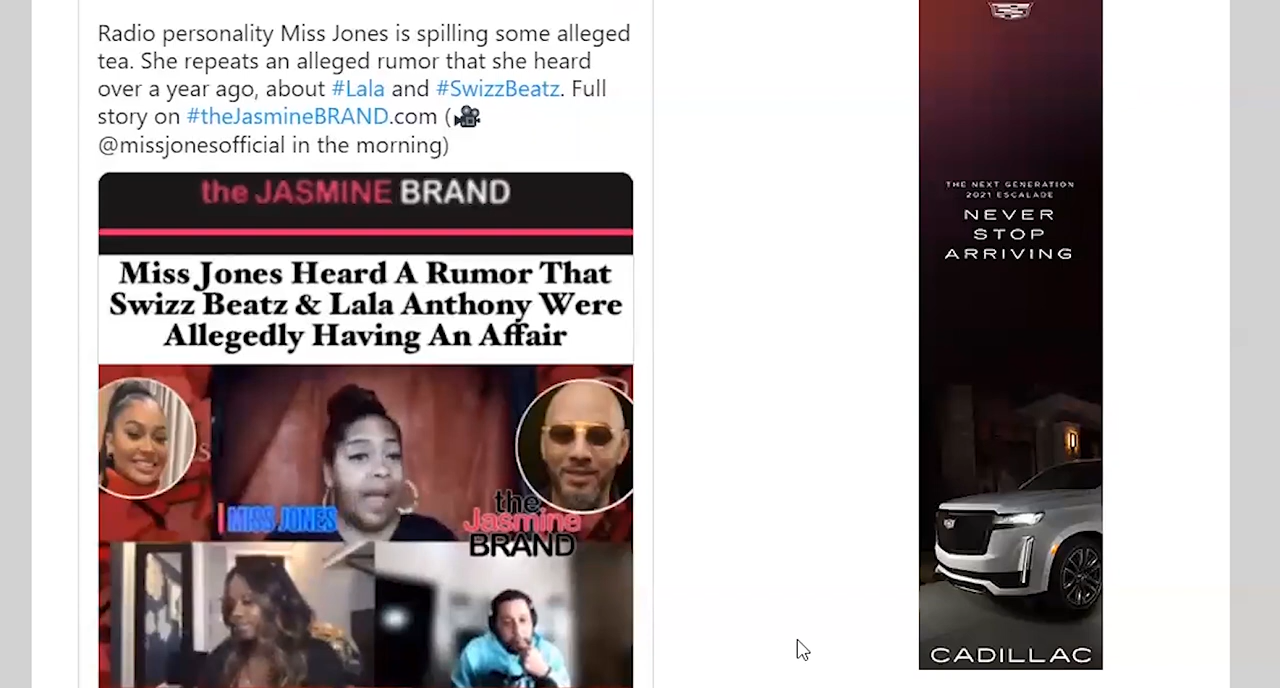 Radio personality Miss Jones is spilling some alleged
tea. She repeats an alleged rumor that she heard
over a year ago, about #Lala and #SwizzBeatz. Full
story on #theJasmineBRAND.com (🎥
@missjonesofficial in the morning)
the JASMINE BRAND
Miss Jones Heard A Rumor That
Swizz Beatz & Lala Anthony Were
Allegedly Having An Affair
MISS JONES
the
Jasmine
BRAND
THE NEXT GENERATION
2021 ESCALADE
NEVER
STOP
ARRIVING
CADILLAC